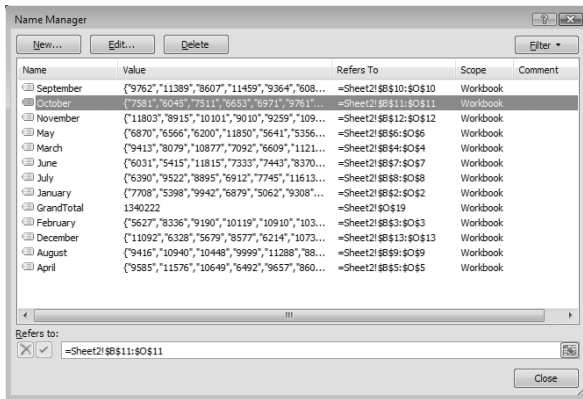 Name Manager
New... Edit... Delete Filter
Name Value Refers To Scope Comment
September {"9762","11389","8607","11459","9364","608... =Sheet2!$B$10:$O$10 Workbook
October {"7581","6045","7511","6653","6971","9761"... =Sheet2!$B$11:$O$11 Workbook
November {"11803","8915","10101","9010","9259","109... =Sheet2!$B$12:$O$12 Workbook
May {"6870","6566","6200","11850","5641","5356... =Sheet2!$B$6:$O$6 Workbook
March {"9413","8079","10877","7092","6609","1121... =Sheet2!$B$4:$O$4 Workbook
June {"6031","5415","11815","7333","7443","8370... =Sheet2!$B$7:$O$7 Workbook
July {"6390","9522","8895","6912","7745","11613... =Sheet2!$B$8:$O$8 Workbook
January {"7708","5398","9942","6879","5062","9308"... =Sheet2!$B$2:$O$2 Workbook
GrandTotal 1340222 =Sheet2!$O$19 Workbook
February {"5627","8336","9190","10119","10910","103... =Sheet2!$B$3:$O$3 Workbook
December {"11092","6328","5679","8577","6214","1073... =Sheet2!$B$13:$O$13 Workbook
August {"9416","10940","10448","9999","11288","88... =Sheet2!$B$9:$O$9 Workbook
April {"9585","11576","10649","6492","9657","860... =Sheet2!$B$5:$O$5 Workbook
Refers to:
=Sheet2!$B$11:$O$11
Close